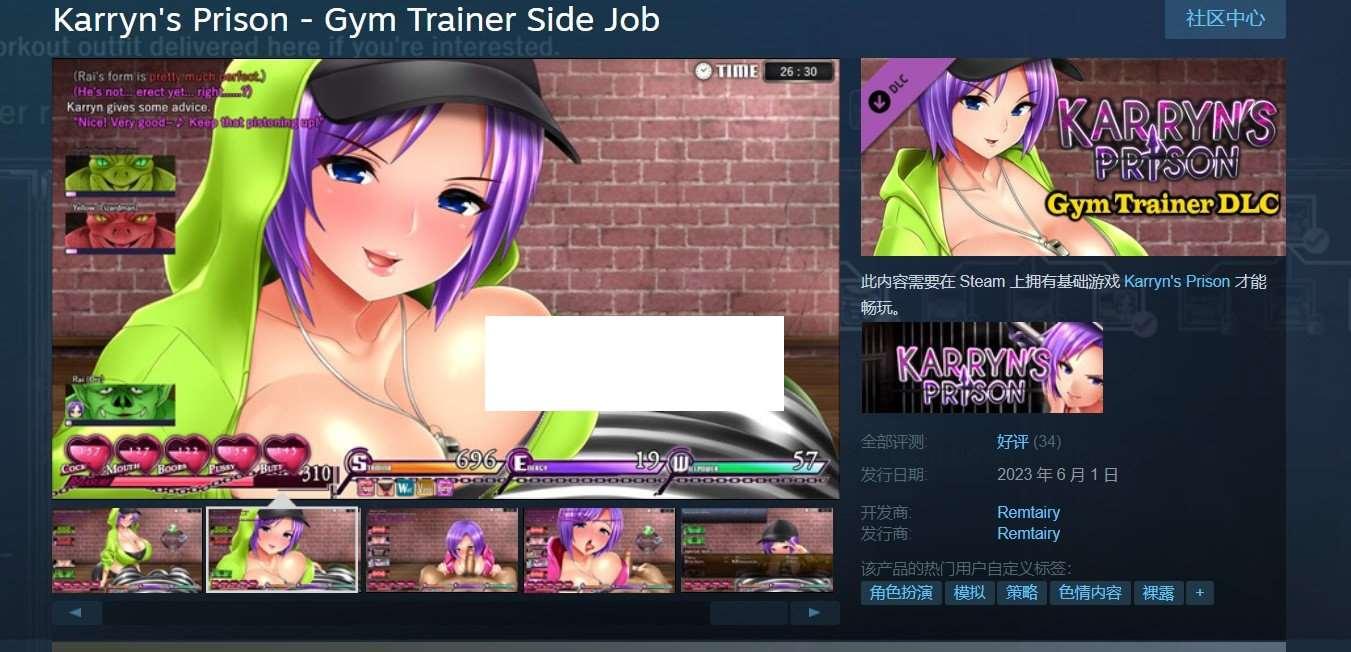 Karryn's Prison - Gym Trainer Side Job
社区中心
orkout outfit delivered here if you're interested.
(Rai's form is pretty much perfect.)
(He's not... erect yet... right......?)
Karryn gives some advice.
"Nice! Very good~♪ Keep that pistoning up!"
TIME 26:30
Yellow (Lizardman)
Rai (Orc)
COCK MOUTH BOOBS PUSSY BUTT
PLEASURE 310
STAMINA 696
ENERGY 19
WILLPOWER 57
DLC
KARRYN'S
PRISON
Gym Trainer DLC
此内容需要在 Steam 上拥有基础游戏 Karryn's Prison 才能
畅玩。
KARRYN'S
PRISON
全部评测: 好评 (34)
发行日期: 2023 年 6 月 1 日
开发商: Remtairy
发行商: Remtairy
该产品的热门用户自定义标签:
角色扮演 模拟 策略 色情内容 裸露 +